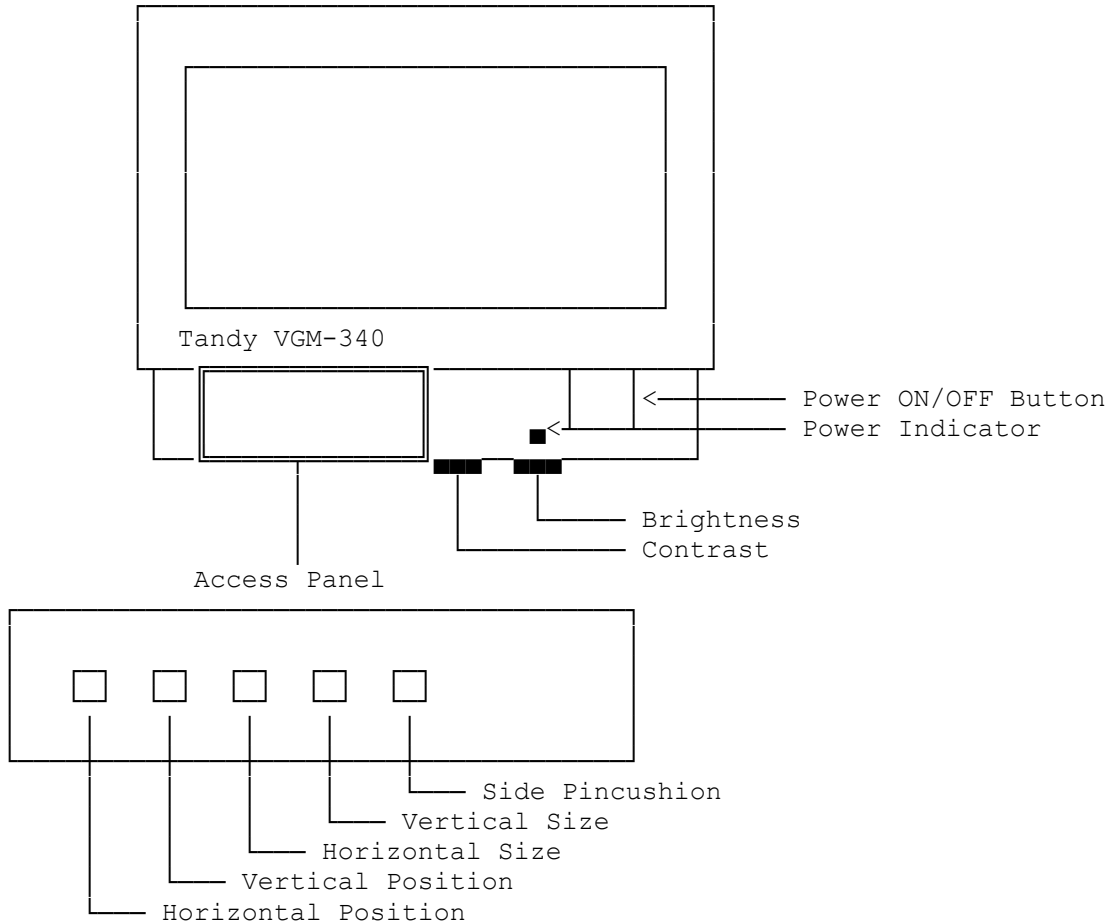 Tandy VGM-340
Power ON/OFF Button
Power Indicator
Brightness
Contrast
Access Panel
Side Pincushion
Vertical Size
Horizontal Size
Vertical Position
Horizontal Position